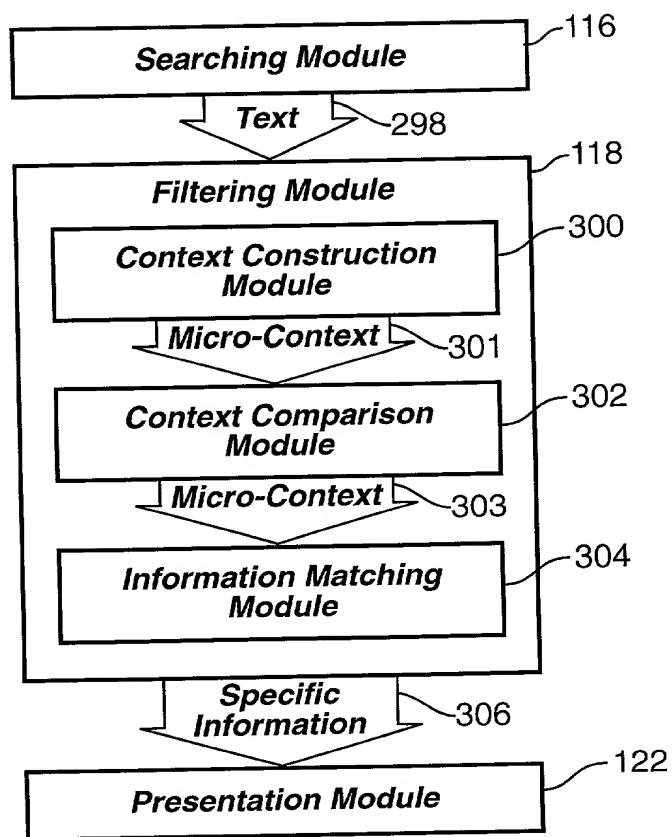 116
Searching Module
Text
298
118
Filtering Module
300
Context Construction
Module
Micro-Context
301
302
Context Comparison
Module
Micro-Context
303
304
Information Matching
Module
Specific
Information
306
122
Presentation Module